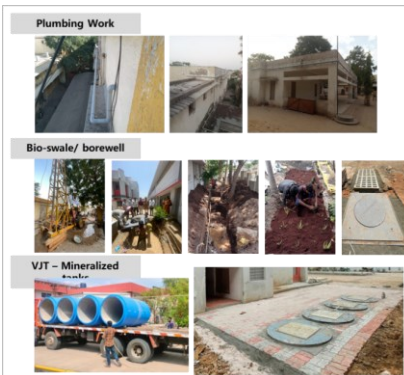 Plumbing Work
Bio-swale/ borewell
VJT – Mineralized
tanks